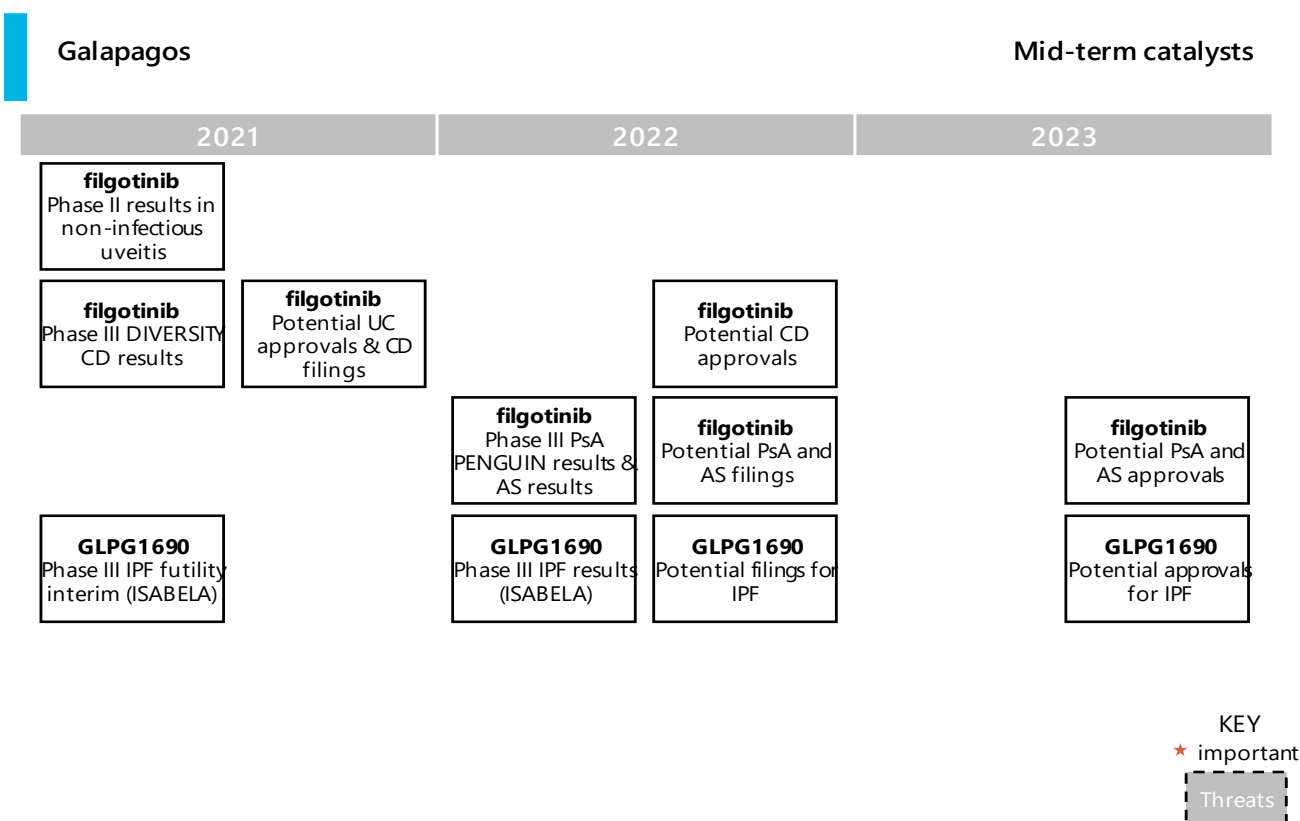 Galapagos
Mid-term catalysts
2021
2022
2023
filgotinib
Phase II results in
non-infectious
uveitis
filgotinib
Phase III DIVERSITY
CD results
filgotinib
Potential UC
approvals & CD
filings
filgotinib
Potential CD
approvals
filgotinib
Phase III PsA
PENGUIN results &
AS results
filgotinib
Potential PsA and
AS filings
filgotinib
Potential PsA and
AS approvals
GLPG1690
Phase III IPF futility
interim (ISABELA)
GLPG1690
Phase III IPF results
(ISABELA)
GLPG1690
Potential filings for
IPF
GLPG1690
Potential approvals
for IPF
KEY
★ important
Threats